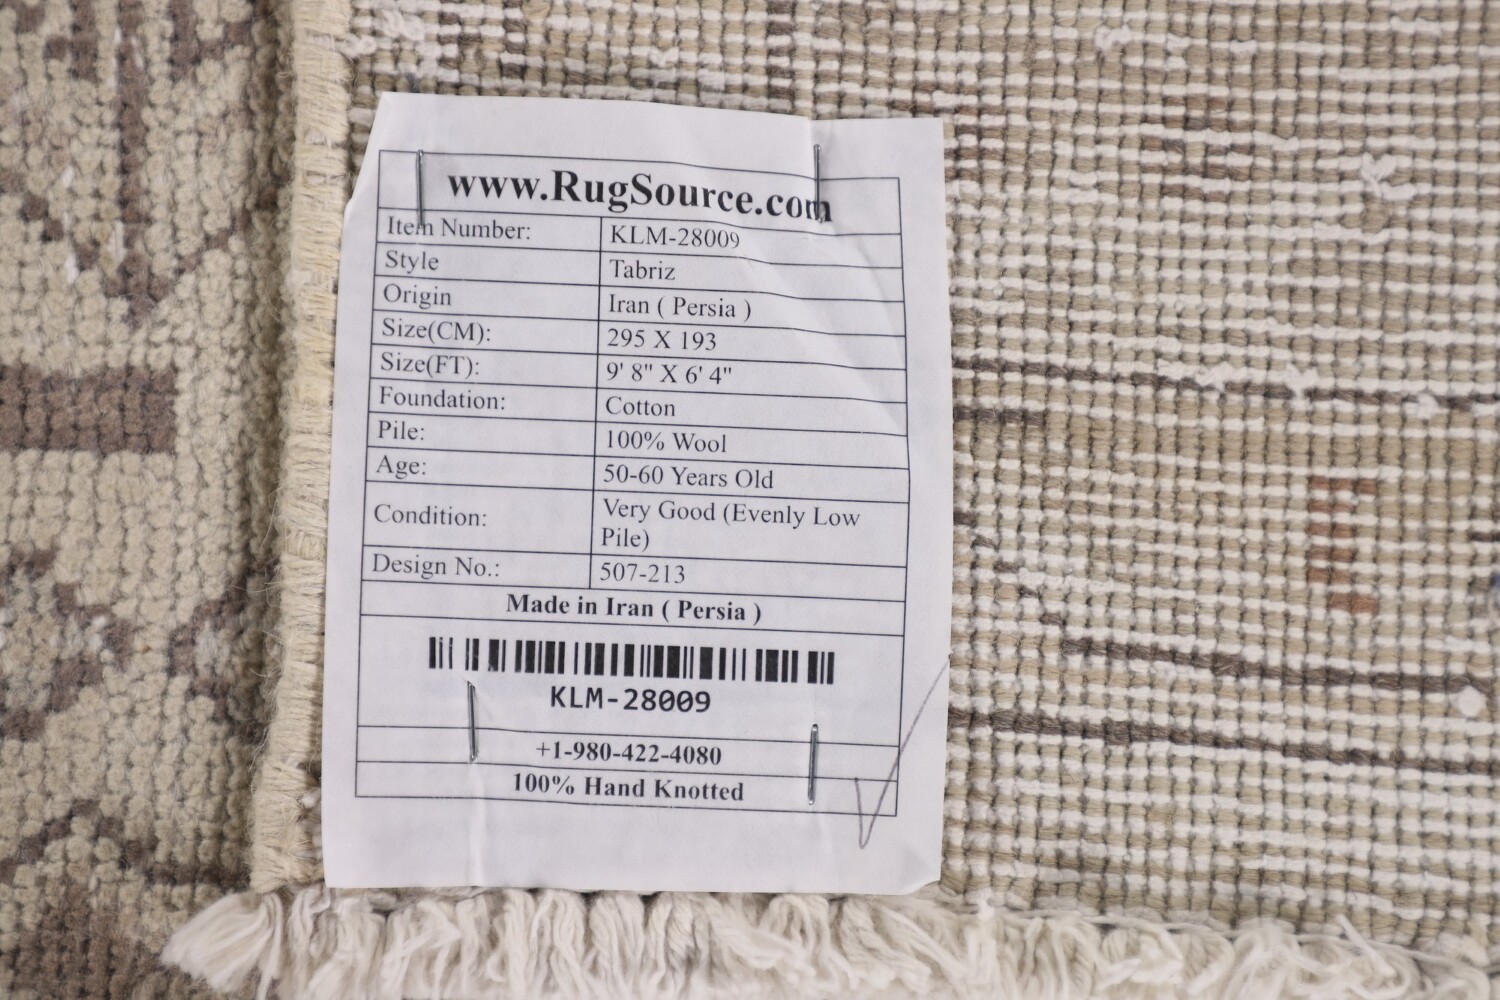 www.RugSource.com
Item Number: KLM-28009
Style Tabriz
Origin Iran ( Persia )
Size(CM): 295 X 193
Size(FT): 9' 8" X 6' 4"
Foundation: Cotton
Pile: 100% Wool
Age: 50-60 Years Old
Condition: Very Good (Evenly Low
Pile)
Design No.: 507-213
Made in Iran ( Persia )
KLM-28009
+1-980-422-4080
100% Hand Knotted